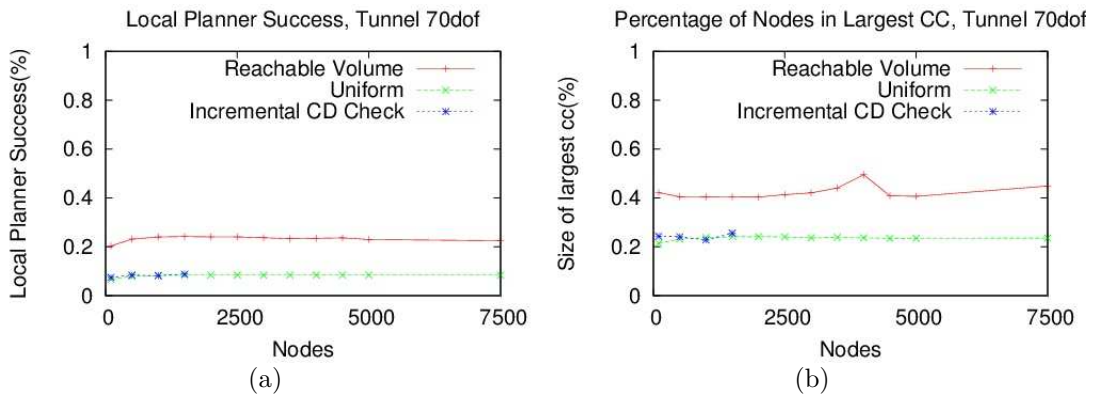 Local Planner Success, Tunnel 70dof
Local Planner Success(%)
1
0.8
0.6
0.4
0.2
0
Reachable Volume
Uniform
Incremental CD Check
0
2500
5000
7500
Nodes
(a)
Percentage of Nodes in Largest CC, Tunnel 70dof
Size of largest cc(%)
1
0.8
0.6
0.4
0.2
0
Reachable Volume
Uniform
Incremental CD Check
0
2500
5000
7500
Nodes
(b)